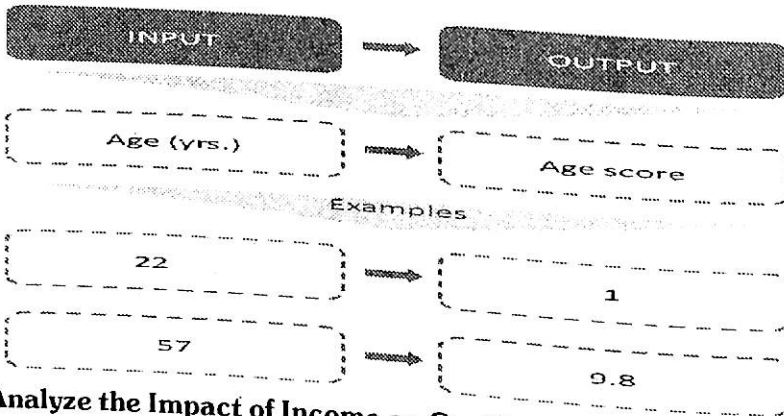 INPUT
OUTPUT
Age (yrs.)
Age score
Examples
22
1
57
9.8
Analyze the Impact of Income